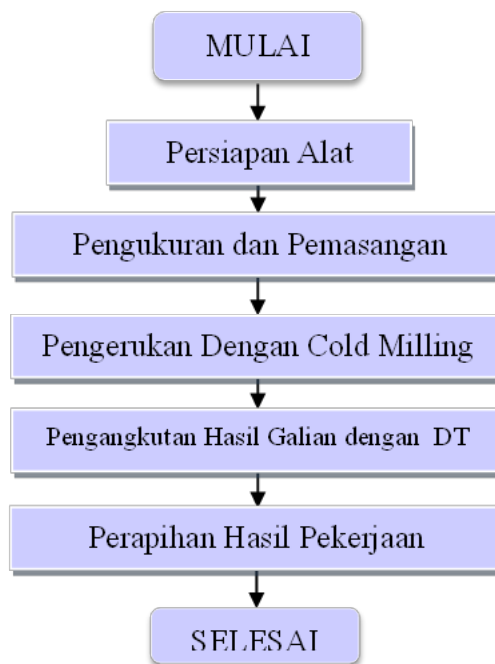 MULAI
Persiapan Alat
Pengukuran dan Pemasangan
Pengerukan Dengan Cold Milling
Pengangkutan Hasil Galian dengan DT
Perapihan Hasil Pekerjaan
SELESAI